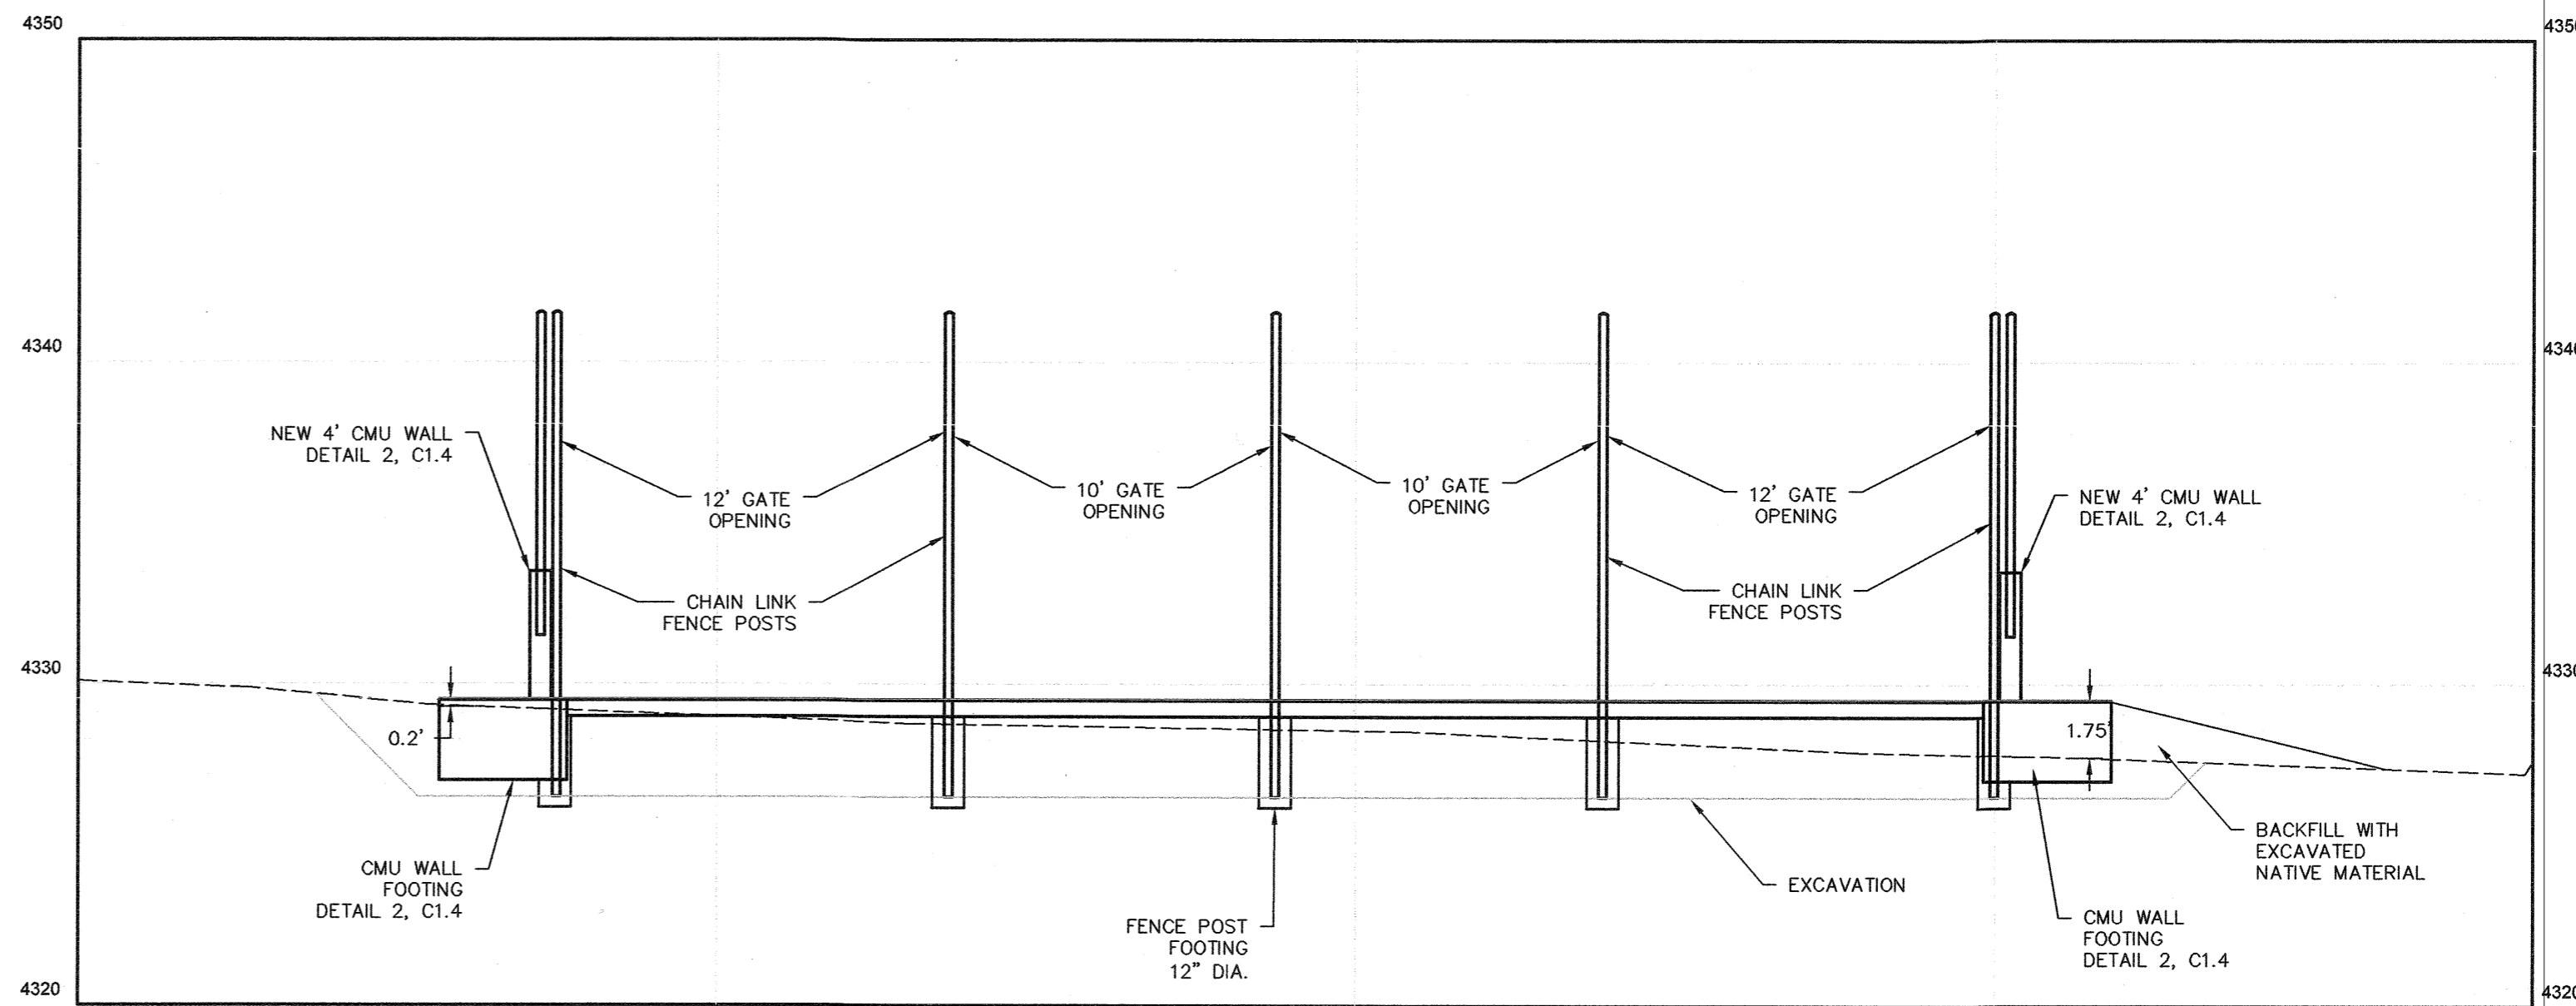 4350
4350
4340
4340
NEW 4' CMU WALL
DETAIL 2, C1.4
12' GATE
OPENING
10' GATE
OPENING
10' GATE
OPENING
12' GATE
OPENING
NEW 4' CMU WALL
DETAIL 2, C1.4
CHAIN LINK
FENCE POSTS
CHAIN LINK
FENCE POSTS
4330
4330
0.2'
1.75'
CMU WALL
FOOTING
DETAIL 2, C1.4
FENCE POST
FOOTING
12" DIA.
EXCAVATION
BACKFILL WITH
EXCAVATED
NATIVE MATERIAL
CMU WALL
FOOTING
DETAIL 2, C1.4
4320
4320